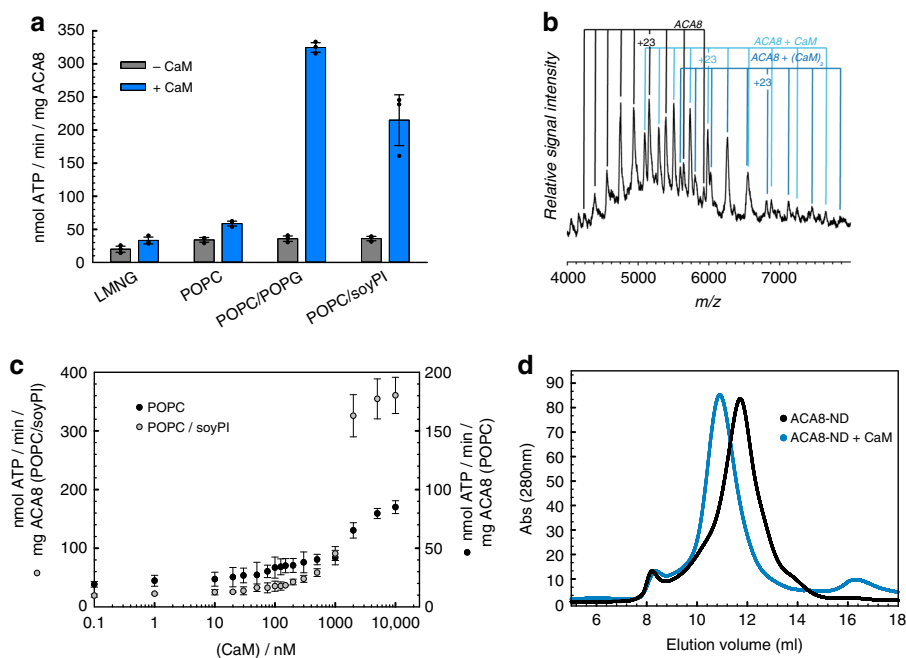 a
nmol ATP / min / mg ACA8
350
300
250
200
150
100
50
0
– CaM
+ CaM
LMNG
POPC
POPC/POPG
POPC/soyPI
b
Relative signal intensity
ACA8
+23
ACA8 + CaM
+23
ACA8 + (CaM)2
+23
4000 5000 6000 7000
m/z
c
nmol ATP / min /
mg ACA8 (POPC/soyPI)
400
300
200
100
0
POPC
POPC / soyPI
200
150
100
50
0
nmol ATP / min /
mg ACA8 (POPC)
0.1 1 10 100 1000 10,000
(CaM) / nM
d
Abs (280nm)
90
80
70
60
50
40
30
20
10
0
ACA8-ND
ACA8-ND + CaM
6 8 10 12 14 16 18
Elution volume (ml)